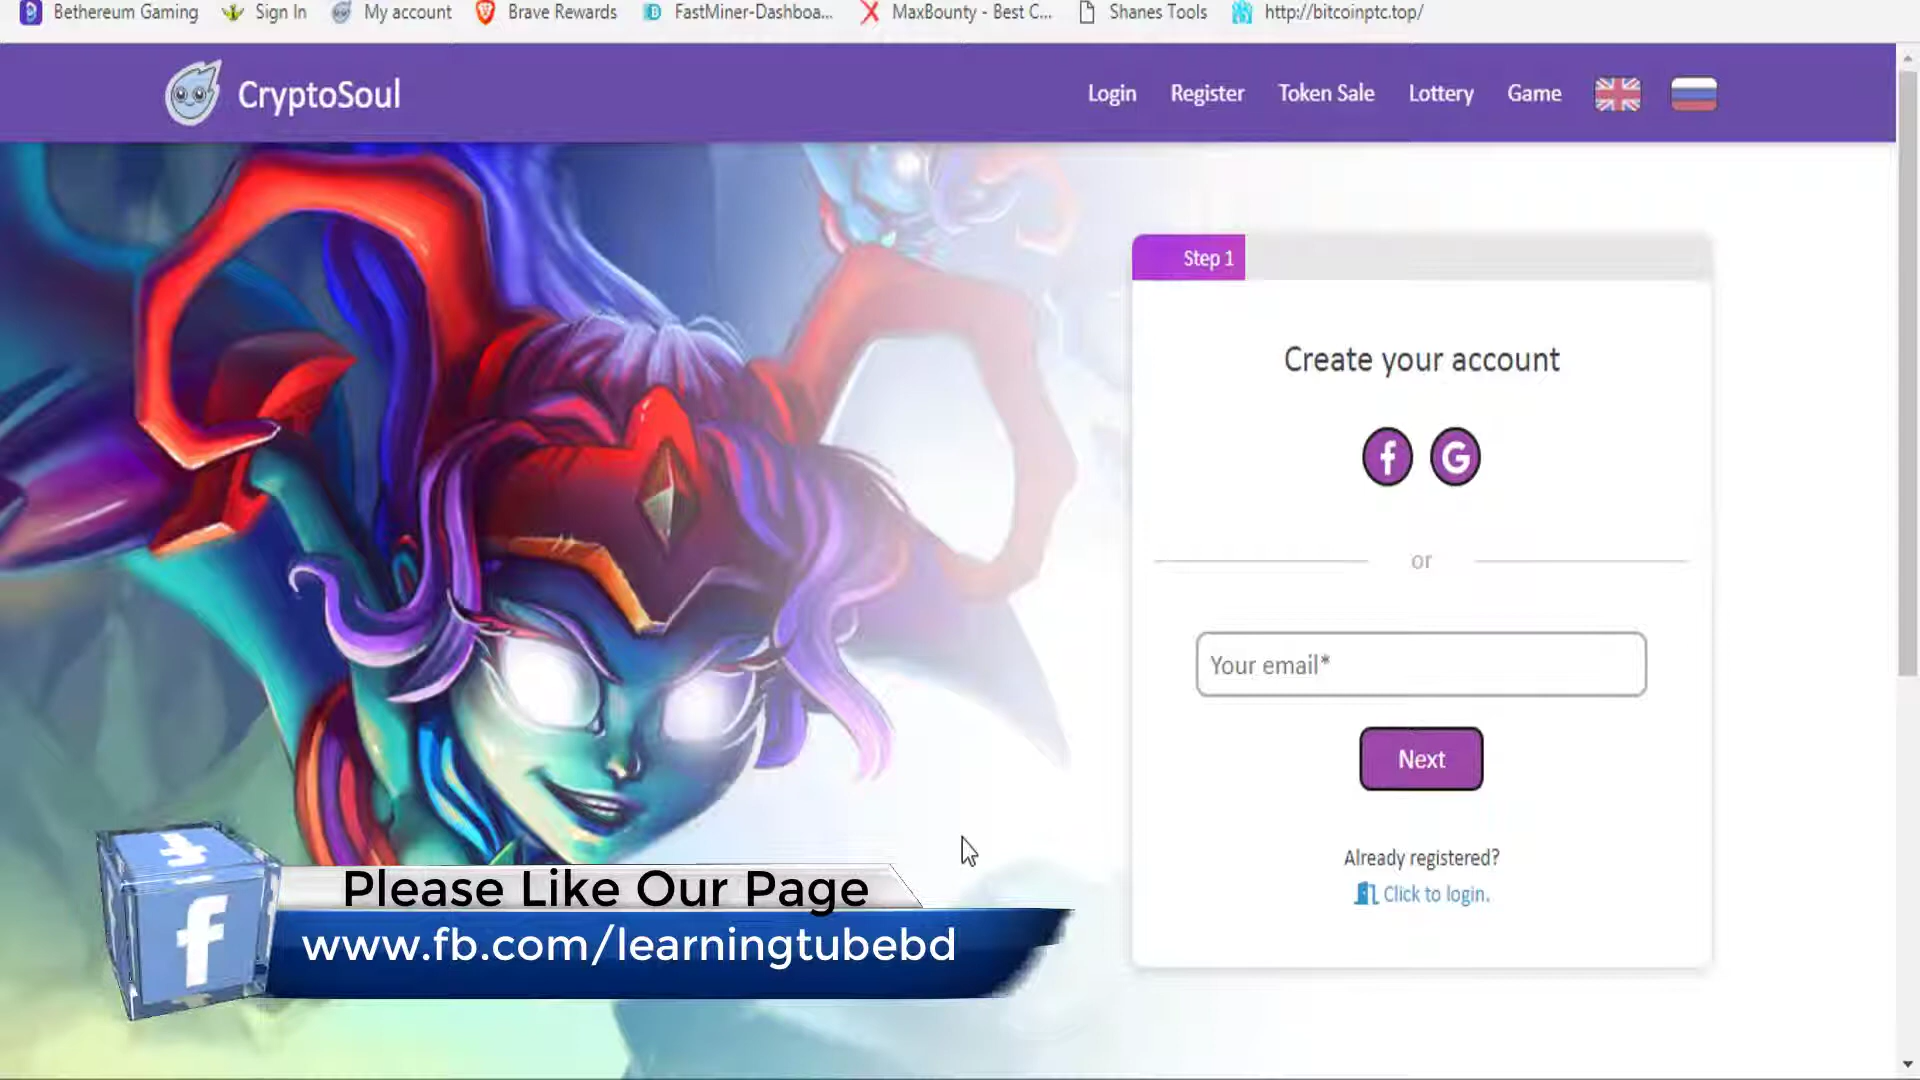 Bethereum Gaming Sign In My account Brave Rewards FastMiner-Dashboa... MaxBounty - Best C... Shanes Tools http://bitcoinptc.top/
CryptoSoul Login Register Token Sale Lottery Game
Step 1
Create your account
f G
or
Your email*
Next
Already registered?
Click to login.
Please Like Our Page
www.fb.com/learningtubebd